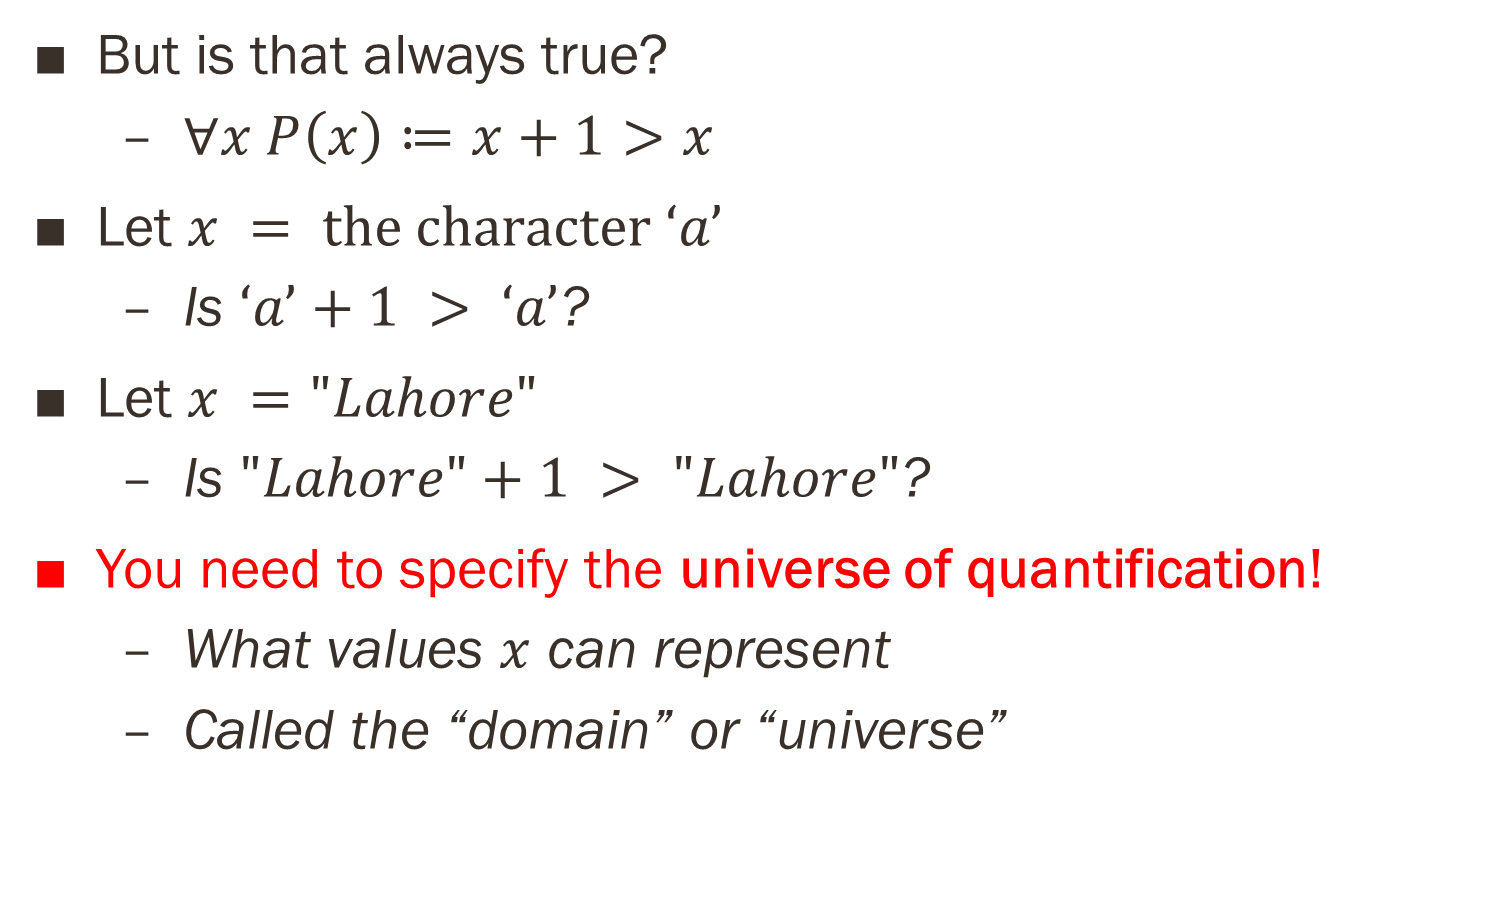 ■ But is that always true?
– ∀x P(x) ≔ x + 1 > x
■ Let x = the character ‘a’
– Is ‘a’ + 1 > ‘a’?
■ Let x = "Lahore"
– Is "Lahore" + 1 > "Lahore"?
■ You need to specify the universe of quantification!
– What values x can represent
– Called the “domain” or “universe”